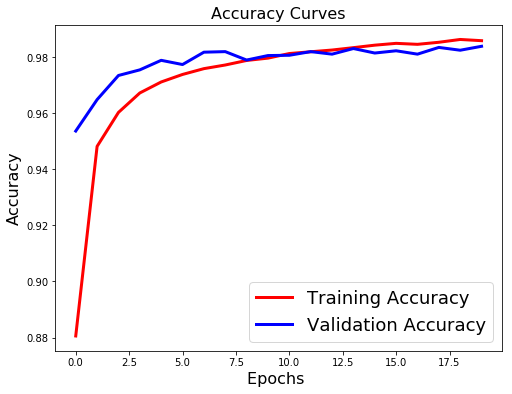 Accuracy Curves
Accuracy
0.98
0.96
0.94
0.92
0.90
0.88
Training Accuracy
Validation Accuracy
0.0 2.5 5.0 7.5 10.0 12.5 15.0 17.5
Epochs